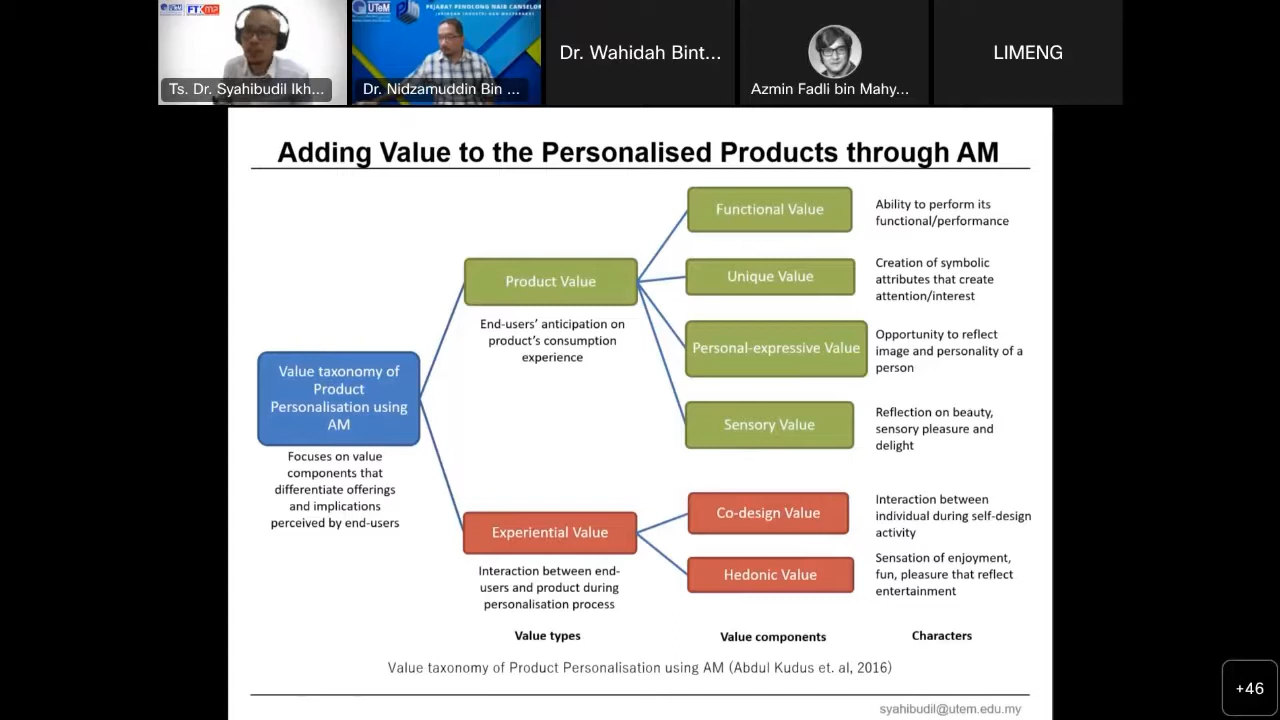 UTeM
FTKMP
UTeM
PEJABAT PENOLONG NAIB CANSELOR
Ts. Dr. Syahibudil Ikh...
Dr. Nidzamuddin Bin ...
Dr. Wahidah Bint...
Azmin Fadli bin Mahy...
LIMENG
Adding Value to the Personalised Products through AM
Functional Value
Ability to perform its
functional/performance
Unique Value
Creation of symbolic
attributes that create
attention/interest
Product Value
End-users’ anticipation on
product’s consumption
experience
Personal-expressive Value
Opportunity to reflect
image and personality of a
person
Value taxonomy of
Product
Personalisation using
AM
Focuses on value
components that
differentiate offerings
and implications
perceived by end-users
Sensory Value
Reflection on beauty,
sensory pleasure and
delight
Experiential Value
Interaction between end-
users and product during
personalisation process
Co-design Value
Interaction between
individual during self-design
activity
Hedonic Value
Sensation of enjoyment,
fun, pleasure that reflect
entertainment
Value types
Value components
Characters
Value taxonomy of Product Personalisation using AM (Abdul Kudus et. al, 2016)
syahibudil@utem.edu.my
+46